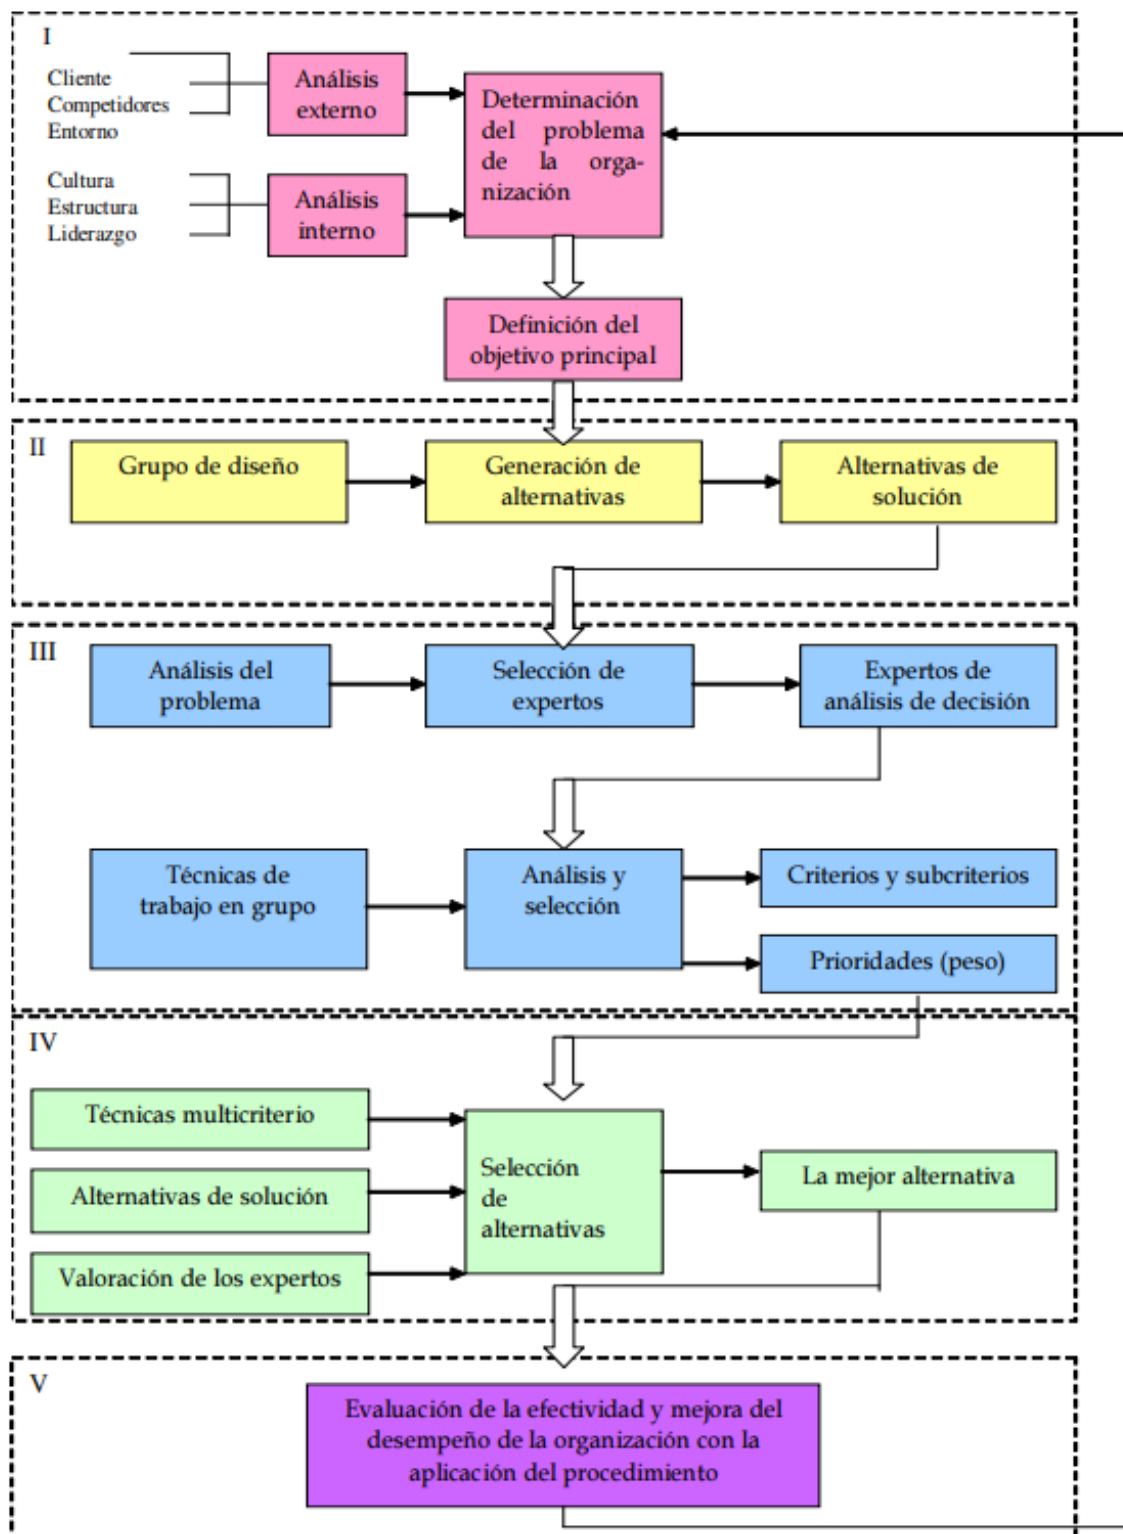 I
Cliente
Competidores
Entorno
Análisis
externo
Determinación
del problema
de la orga-
nización
Cultura
Estructura
Liderazgo
Análisis
interno
Definición del
objetivo principal
II
Grupo de diseño
Generación de
alternativas
Alternativas de
solución
III
Análisis del
problema
Selección de
expertos
Expertos de
análisis de decisión
Técnicas de
trabajo en grupo
Análisis y
selección
Criterios y subcriterios
Prioridades (peso)
IV
Técnicas multicriterio
Alternativas de solución
Valoración de los expertos
Selección
de
alternativas
La mejor alternativa
V
Evaluación de la efectividad y mejora del
desempeño de la organización con la
aplicación del procedimiento